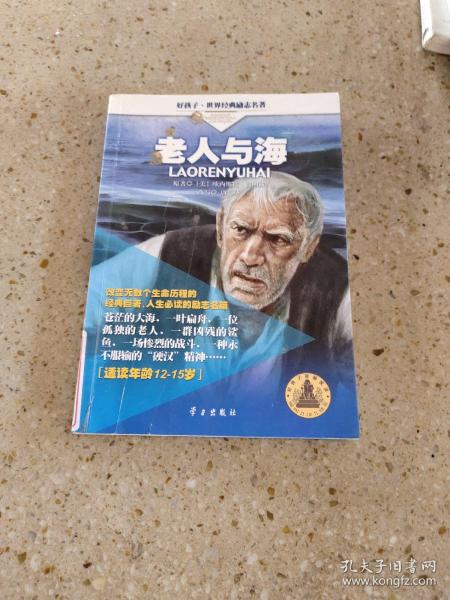 好孩子·世界经典励志名著
老人与海
LAORENYUHAI
原著◇［美］
改变无数个生命历程的
经典巨著，人生必读的励志名篇
苍茫的大海，一叶扁舟，一位
孤独的老人，一群凶残的鲨
鱼，一场惨烈的战斗，一种永
不服输的“硬汉”精神……
［适读年龄12-15岁］
学习出版社
孔夫子旧书网
www.kongfz.com